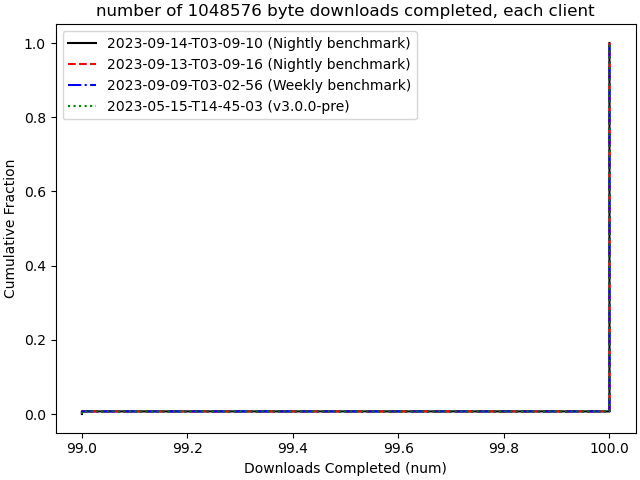 number of 1048576 byte downloads completed, each client
1.0
2023-09-14-T03-09-10 (Nightly benchmark)
2023-09-13-T03-09-16 (Nightly benchmark)
2023-09-09-T03-02-56 (Weekly benchmark)
2023-05-15-T14-45-03 (v3.0.0-pre)
0.8
0.6
0.4
0.2
0.0
Cumulative Fraction
99.0 99.2 99.4 99.6 99.8 100.0
Downloads Completed (num)